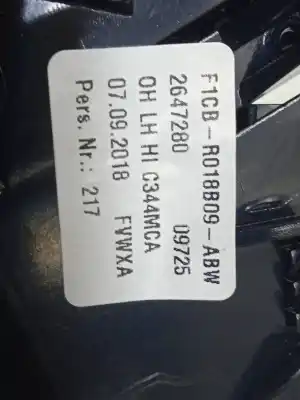 F1CB-R018B09-ABW
2647280 09725
OH LH HI C344MCA
07.09.2018 FVWXA
Pers. Nr.: 217